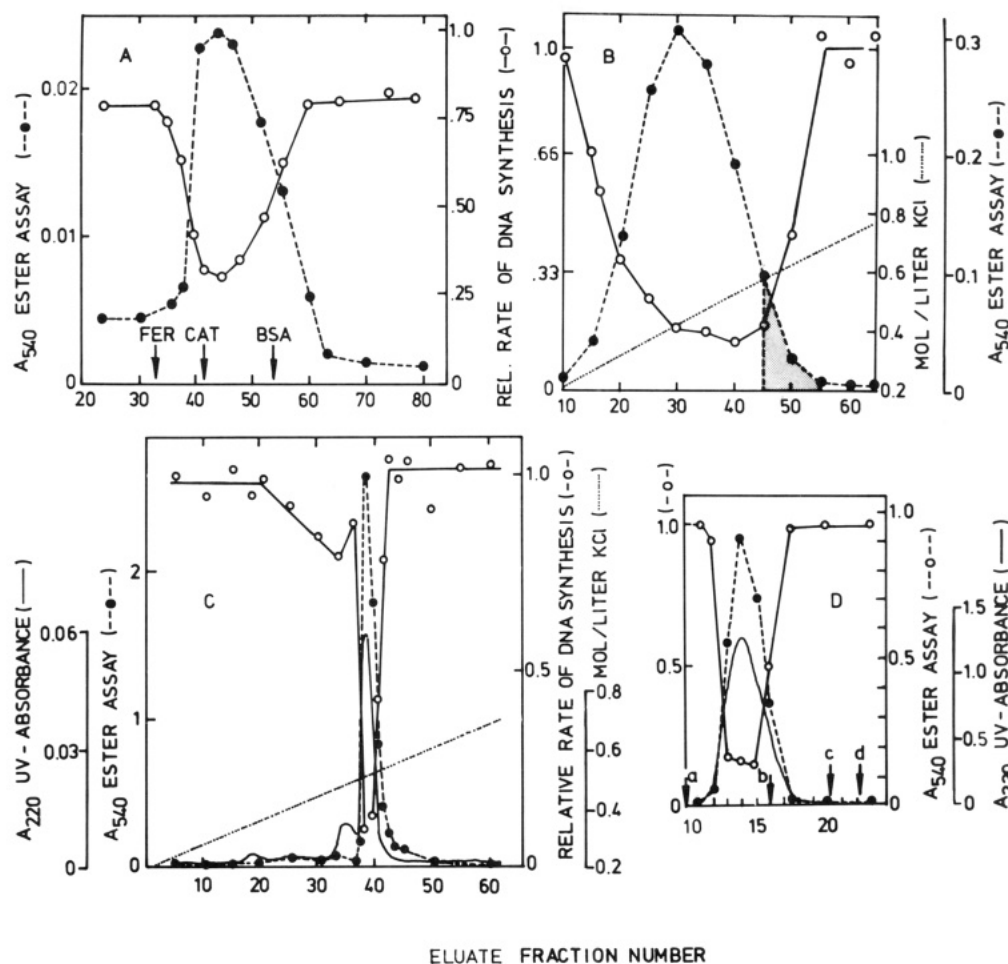 A
A540 ESTER ASSAY (---●---)
0.02
0.01
0
1.0
0.75
.50
0.25
0
REL. RATE OF DNA SYNTHESIS (—o—)
FER CAT BSA
20 30 40 50 60 70 80
B
1.0
.66
0.33
0
1.0
0.8
0.6
0.4
0.2
MOL/LITER KCl (........)
0.3
0.2
0.1
0
A540 ESTER ASSAY (---●---)
10 20 30 40 50 60
C
A220 UV-ABSORBANCE (——)
0.06
0.03
0
A540 ESTER ASSAY (---●---)
2
1
0
1.0
0.5
0
RELATIVE RATE OF DNA SYNTHESIS (-o-)
MOL/LITER KCl (........)
0.8
0.6
0.4
0.2
10 20 30 40 50 60
D
(-o-)
1.0
0.5
0
a b c d
1.0
0.5
0
A540 ESTER ASSAY (--o--)
1.5
1.0
0.5
0
A220 UV-ABSORBANCE (——)
10 15 20
ELUATE FRACTION NUMBER